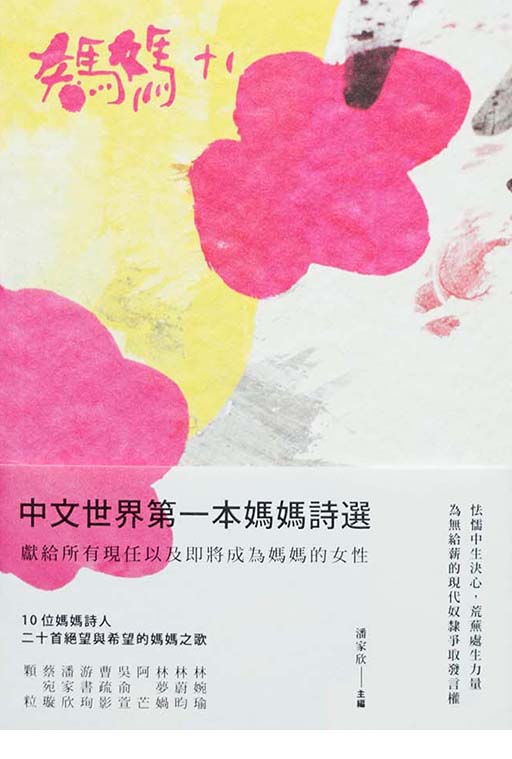 媽媽+1
中文世界第一本媽媽詩選
獻給所有現任以及即將成為媽媽的女性
怯懦中生決心，荒蕪處生力量
為無給薪的現代奴隸爭取發言權
10位媽媽詩人
二十首絕望與希望的媽媽之歌
潘家欣—主編
林婉瑜
林蔚昀
林夢媧
阿芒
吳俞萱
曹疏影
游書珣
潘家欣
蔡宛璇
顆粒